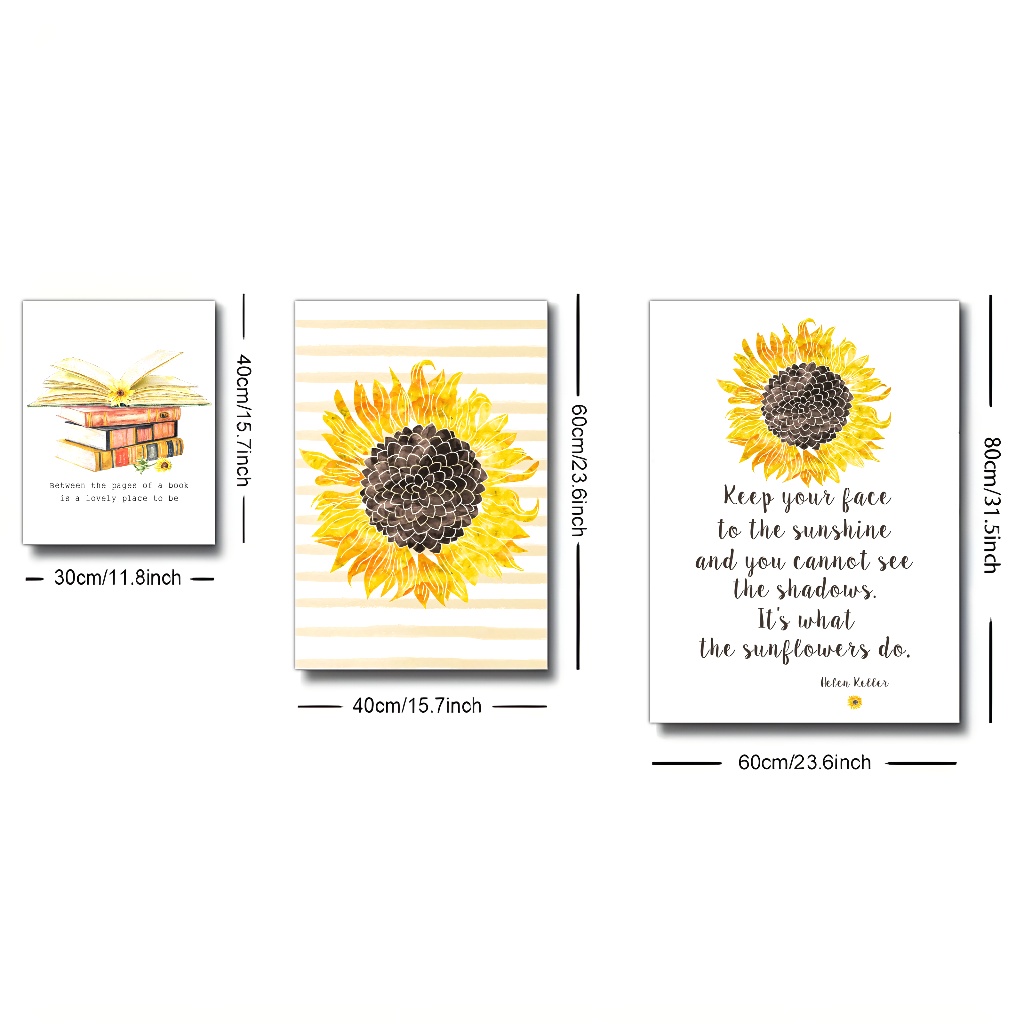 Between the pages of a book
is a lovely place to be
40cm/15.7inch
30cm/11.8inch
60cm/23.6inch
40cm/15.7inch
Keep your face
to the sunshine
and you cannot see
the shadows.
It's what
the sunflowers do.
Helen Keller
80cm/31.5inch
60cm/23.6inch